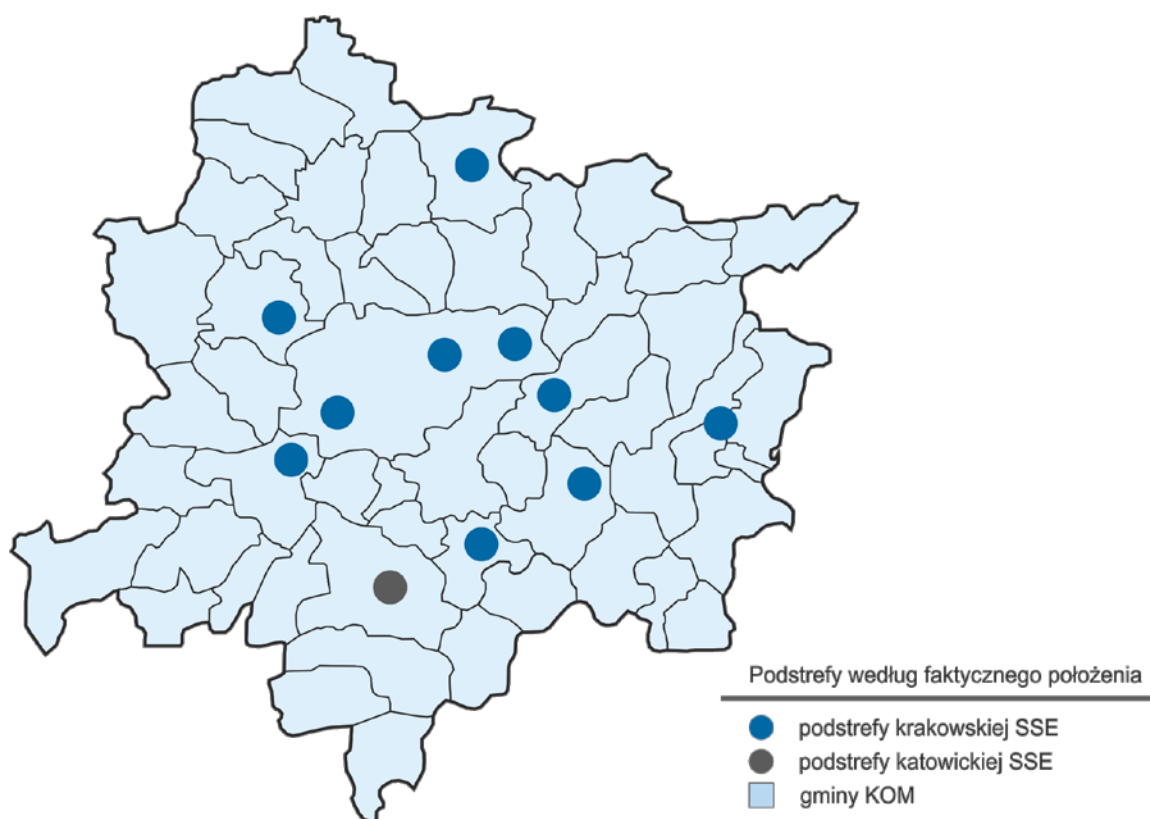 Podstrefy według faktycznego położenia
podstrefy krakowskiej SSE
podstrefy katowickiej SSE
gminy KOM